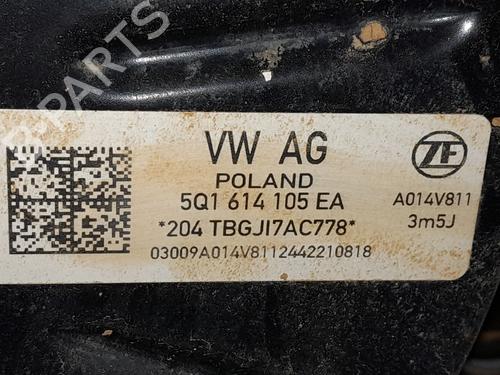 VW AG
POLAND
5Q1 614 105 EA
*204 TBGJI7AC778*
03009A014V8112442210818
ZF
A014V811
3m5J